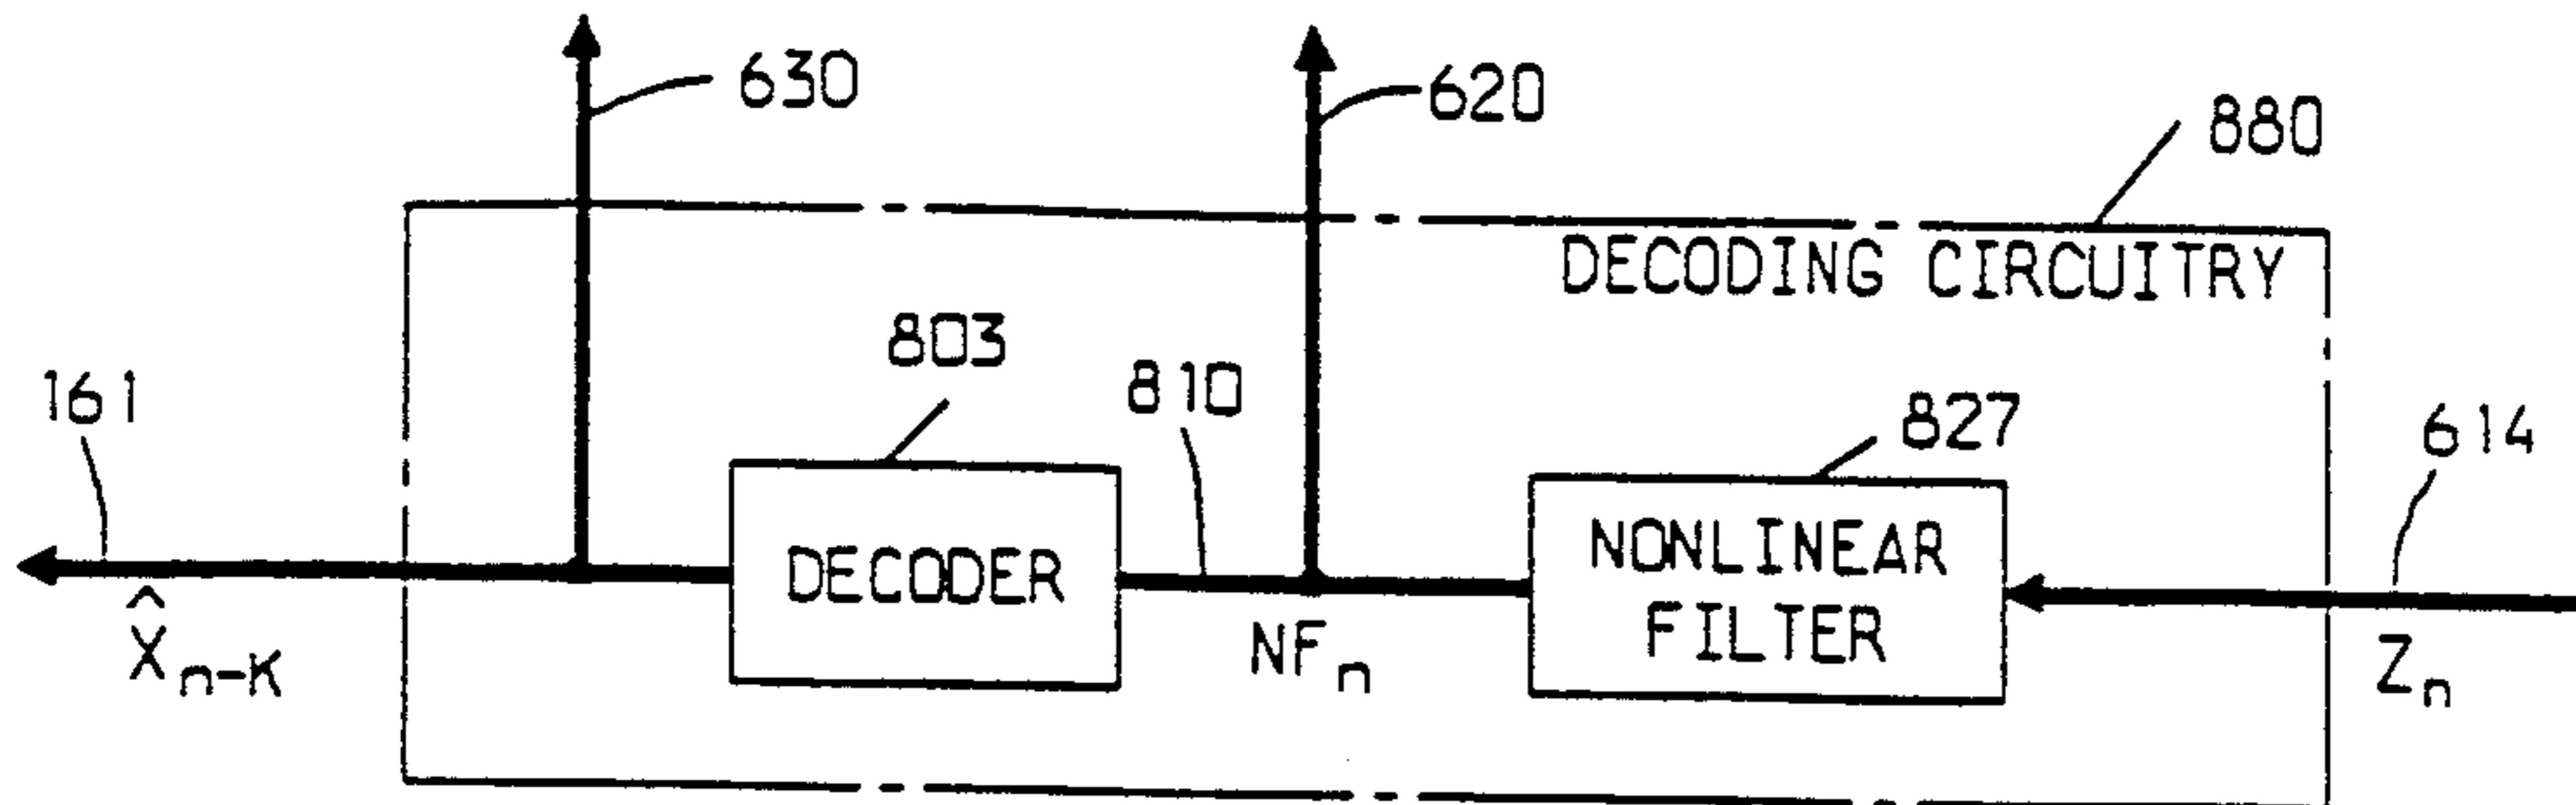 630
620
880
DECODING CIRCUITRY
803
810
161
827
614
DECODER
NONLINEAR
FILTER
X̂ₙ₋K
NFₙ
Zₙ